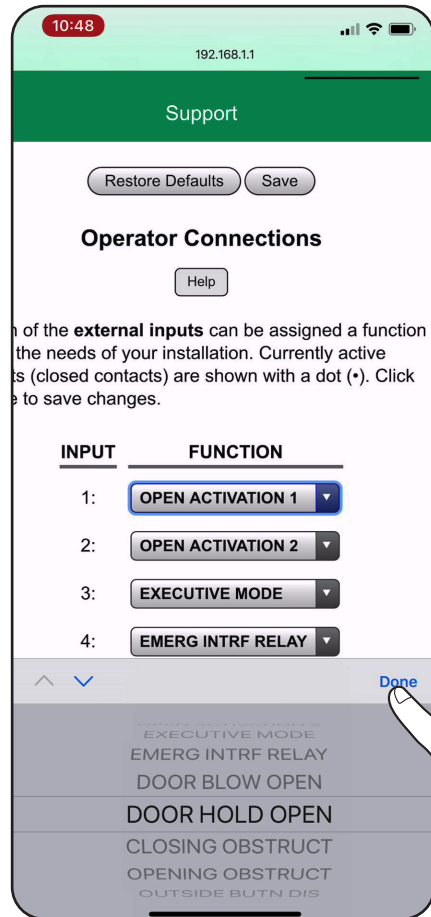 10:48
192.168.1.1
Support
Restore Defaults Save
Operator Connections
Help
of the external inputs can be assigned a function
the needs of your installation. Currently active
ts (closed contacts) are shown with a dot (•). Click
to save changes.
INPUT FUNCTION
1: OPEN ACTIVATION 1
2: OPEN ACTIVATION 2
3: EXECUTIVE MODE
4: EMERG INTRF RELAY
Done
EXECUTIVE MODE
EMERG INTRF RELAY
DOOR BLOW OPEN
DOOR HOLD OPEN
CLOSING OBSTRUCT
OPENING OBSTRUCT
OUTSIDE BUTN DIS